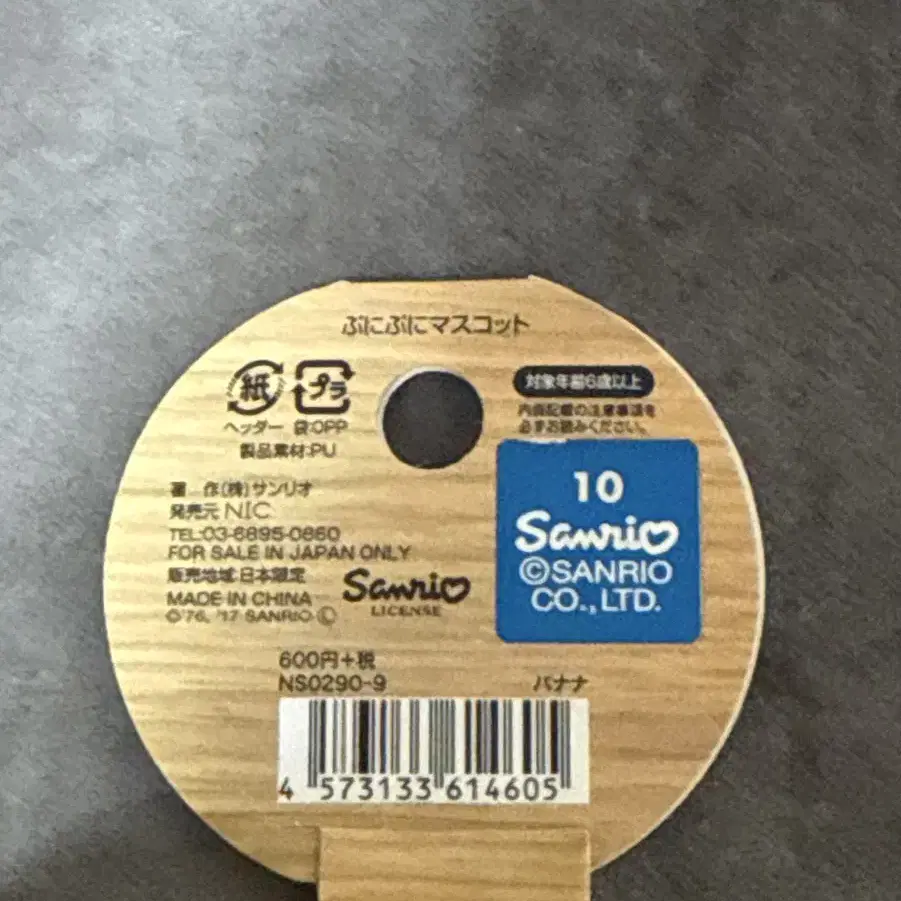 ぷにぷにマスコット
紙 プラ
ヘッダー 袋:OPP
製品素材:PU
対象年齢6歳以上
内面記載の注意事項を
必ずお読みください。
著 作(株)サンリオ
発売元 NIC
TEL:03-6895-0860
FOR SALE IN JAPAN ONLY
販売地域:日本限定
MADE IN CHINA
©'76, '17 SANRIO Ⓛ
Sanrio
LICENSE
10
Sanrio
©SANRIO
CO.,LTD.
600円+税
NS0290-9 バナナ
4 573133 614605